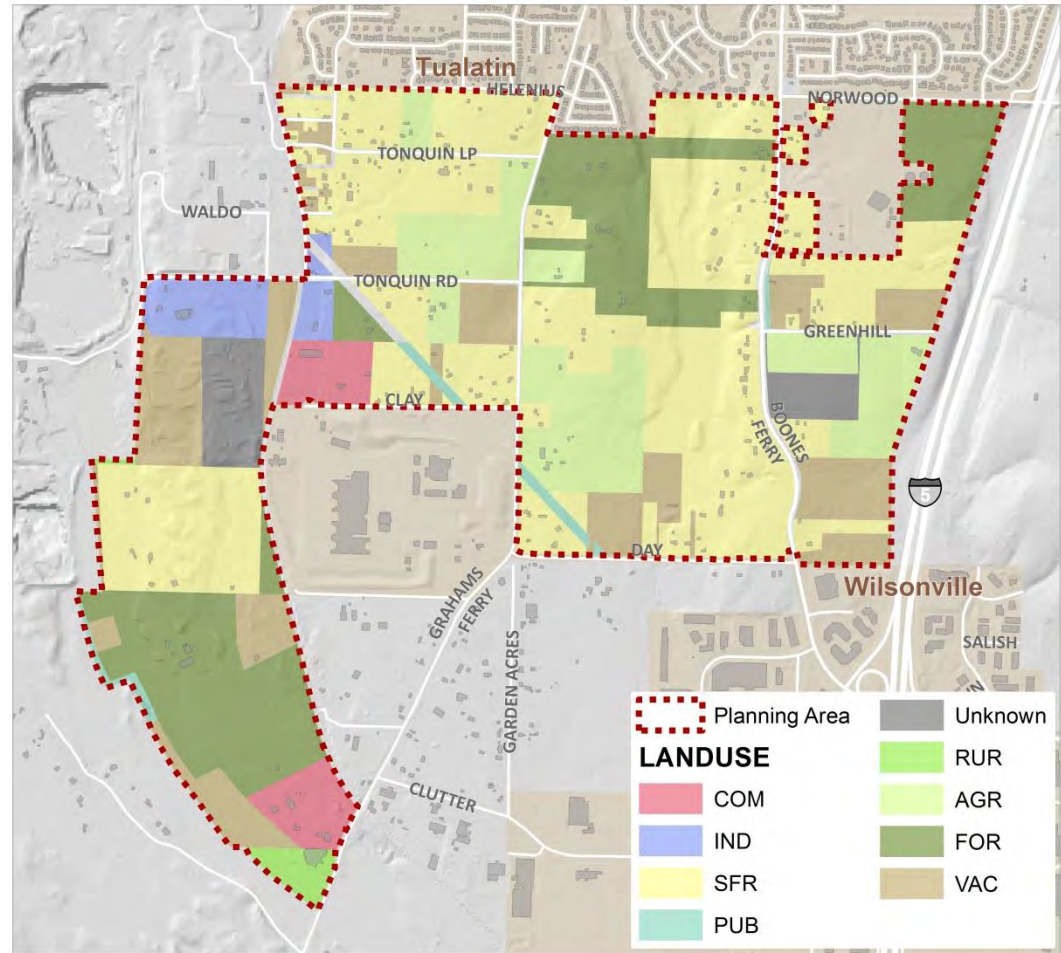 Tualatin
HELENIUS
NORWOOD
TONQUIN LP
WALDO
TONQUIN RD
GREENHILL
CLAY
BOONES
FERRY
5
DAY
Wilsonville
GRAHAMS
FERRY
GARDEN ACRES
SALISH
CLUTTER
Planning Area
LANDUSE
COM
IND
SFR
PUB
Unknown
RUR
AGR
FOR
VAC